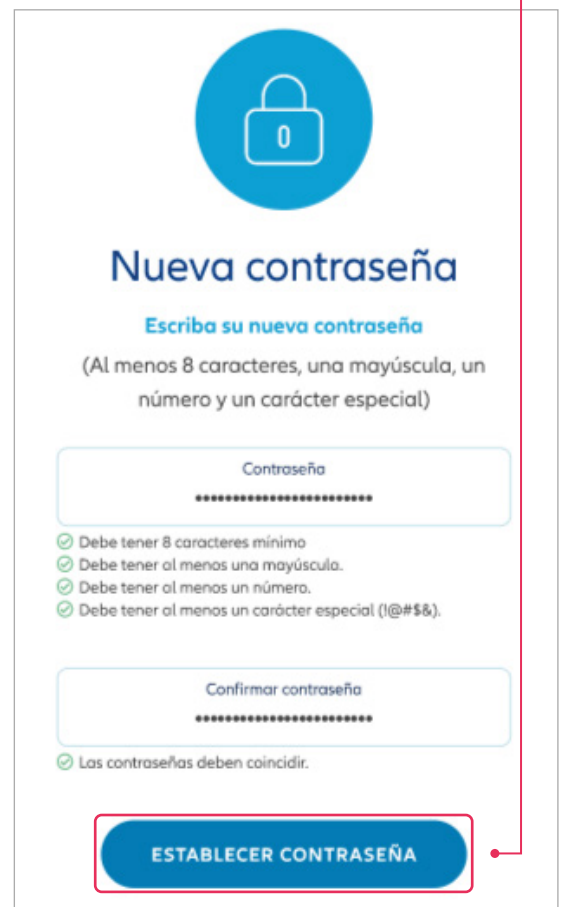 Nueva contraseña
Escriba su nueva contraseña
(Al menos 8 caracteres, una mayúscula, un
número y un carácter especial)
Contraseña
••••••••••••••••••••••••
Debe tener 8 caracteres mínimo
Debe tener al menos una mayúscula.
Debe tener al menos un número.
Debe tener al menos un carácter especial (!@#$&).
Confirmar contraseña
••••••••••••••••••••••••
Las contraseñas deben coincidir.
ESTABLECER CONTRASEÑA